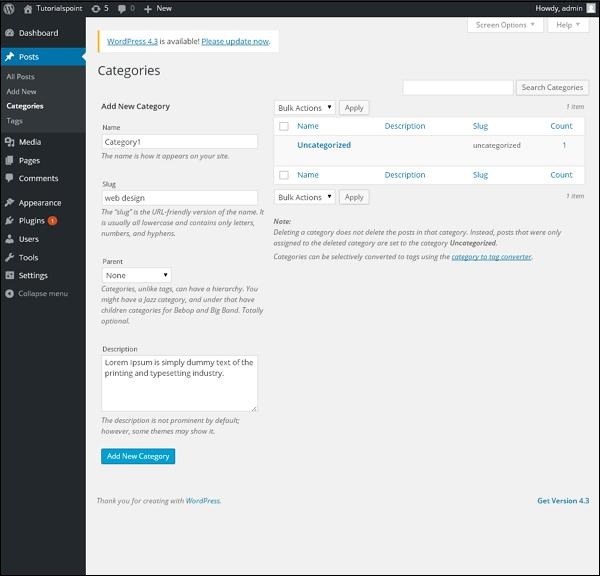 Tutorialspoint 5 0 + New Howdy, admin
Dashboard
Posts
All Posts
Add New
Categories
Tags
Media
Pages
Comments
Appearance
Plugins 1
Users
Tools
Settings
Collapse menu
Screen Options Help
WordPress 4.3 is available! Please update now.
Categories
Search Categories
Add New Category
Name
Category1
The name is how it appears on your site.
Slug
web design
The "slug" is the URL-friendly version of the name. It
is usually all lowercase and contains only letters,
numbers, and hyphens.
Parent
None
Categories, unlike tags, can have a hierarchy. You
might have a Jazz category, and under that have
children categories for Bebop and Big Band. Totally
optional.
Description
Lorem Ipsum is simply dummy text of the
printing and typesetting industry.
The description is not prominent by default;
however, some themes may show it.
Add New Category
Bulk Actions Apply 1 item
Name Description Slug Count
Uncategorized uncategorized 1
Name Description Slug Count
Bulk Actions Apply 1 item
Note:
Deleting a category does not delete the posts in that category. Instead, posts that were only
assigned to the deleted category are set to the category Uncategorized.
Categories can be selectively converted to tags using the category to tag converter.
Thank you for creating with WordPress. Get Version 4.3